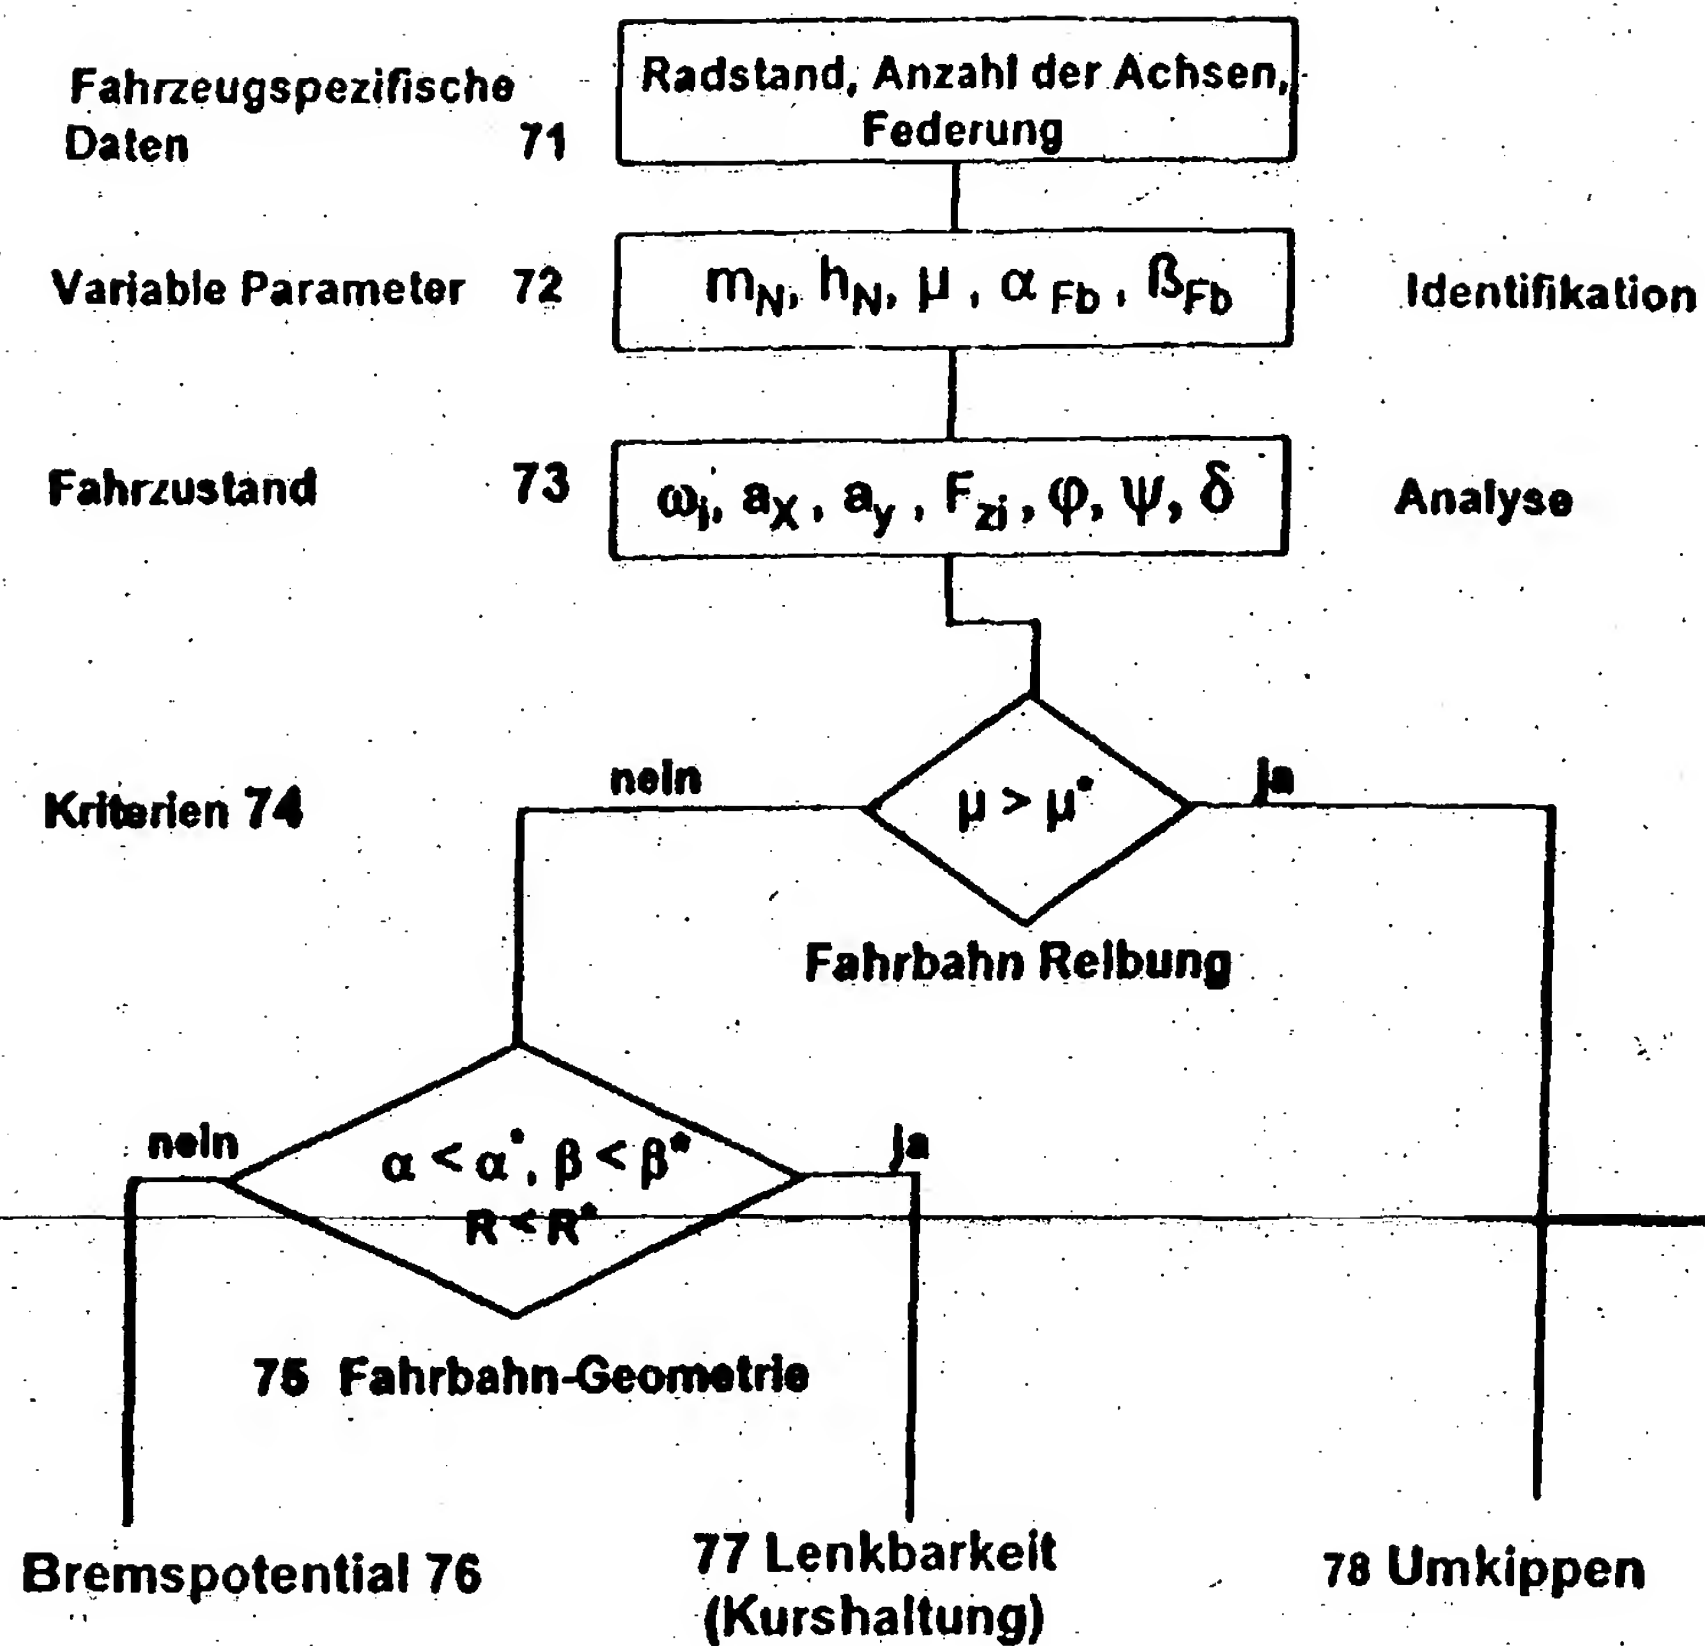 Fahrzeugspezifische
Daten 71
Radstand, Anzahl der Achsen,
Federung
Variable Parameter 72
m_N, h_N, µ, α_Fb, ß_Fb
Identifikation
Fahrzustand 73
ω_i, a_X, a_y, F_zi, φ, ψ, δ
Analyse
Kriterien 74
nein
µ > µ*
ja
Fahrbahn Reibung
nein
α < α*, β < β*
R < R*
ja
75 Fahrbahn-Geometrie
Bremspotential 76
77 Lenkbarkeit
(Kurshaltung)
78 Umkippen